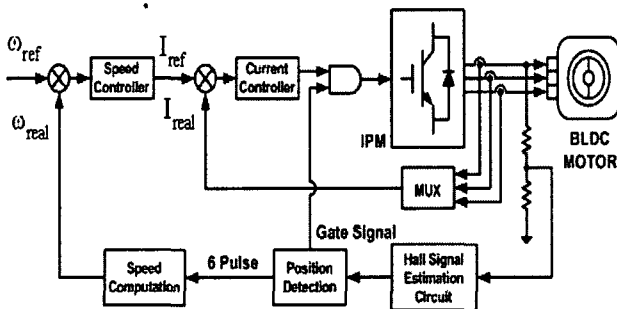 ω_ref
Speed
Controller
I_ref
I_real
Current
Controller
IPM
BLDC
MOTOR
ω_real
MUX
Gate Signal
6 Pulse
Speed
Computation
Position
Detection
Hall Signal
Estimation
Circuit